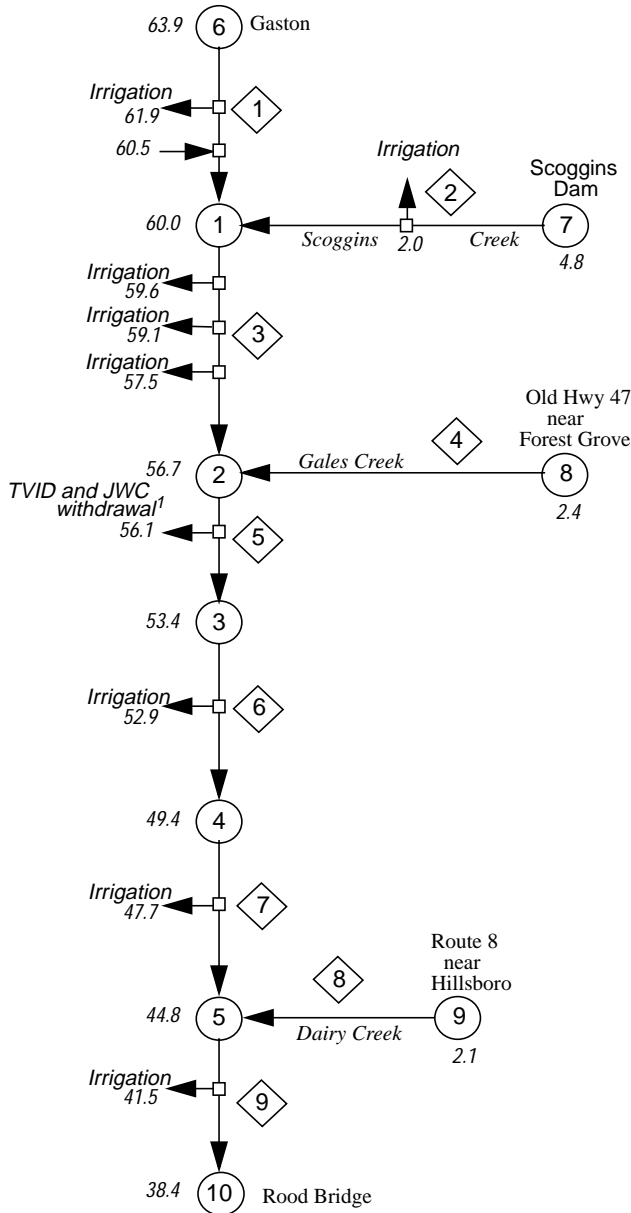 63.9 6 Gaston
Irrigation
61.9
1
60.5
Irrigation
2
Scoggins
Dam
60.0 1
Scoggins 2.0 Creek
7
4.8
Irrigation
59.6
Irrigation
59.1
3
Irrigation
57.5
Old Hwy 47
near
Forest Grove
4
56.7 2
Gales Creek
8
2.4
TVID and JWC
withdrawal1
56.1
5
53.4 3
Irrigation
52.9
6
49.4 4
Irrigation
47.7
7
Route 8
near
Hillsboro
8
44.8 5
Dairy Creek
9
2.1
Irrigation
41.5
9
38.4 10 Rood Bridge